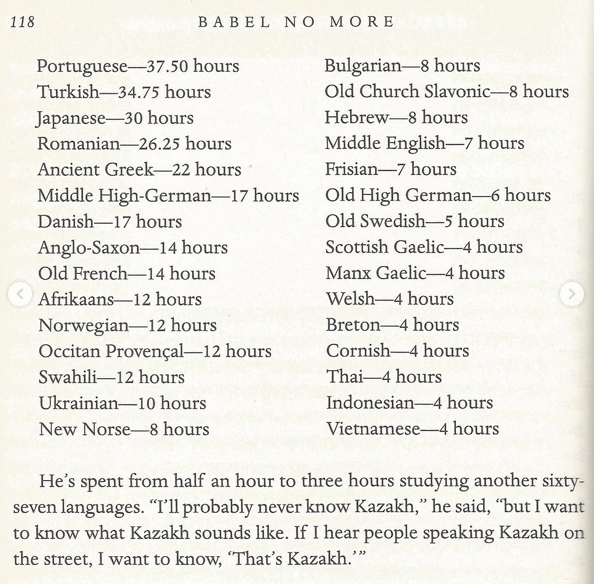 118
BABEL NO MORE
Portuguese—37.50 hours
Turkish—34.75 hours
Japanese—30 hours
Romanian—26.25 hours
Ancient Greek—22 hours
Middle High-German—17 hours
Danish—17 hours
Anglo-Saxon—14 hours
Old French—14 hours
Afrikaans—12 hours
Norwegian—12 hours
Occitan Provençal—12 hours
Swahili—12 hours
Ukrainian—10 hours
New Norse—8 hours
Bulgarian—8 hours
Old Church Slavonic—8 hours
Hebrew—8 hours
Middle English—7 hours
Frisian—7 hours
Old High German—6 hours
Old Swedish—5 hours
Scottish Gaelic—4 hours
Manx Gaelic—4 hours
Welsh—4 hours
Breton—4 hours
Cornish—4 hours
Thai—4 hours
Indonesian—4 hours
Vietnamese—4 hours
He's spent from half an hour to three hours studying another sixty-
seven languages. "I'll probably never know Kazakh," he said, "but I want
to know what Kazakh sounds like. If I hear people speaking Kazakh on
the street, I want to know, 'That's Kazakh.'"